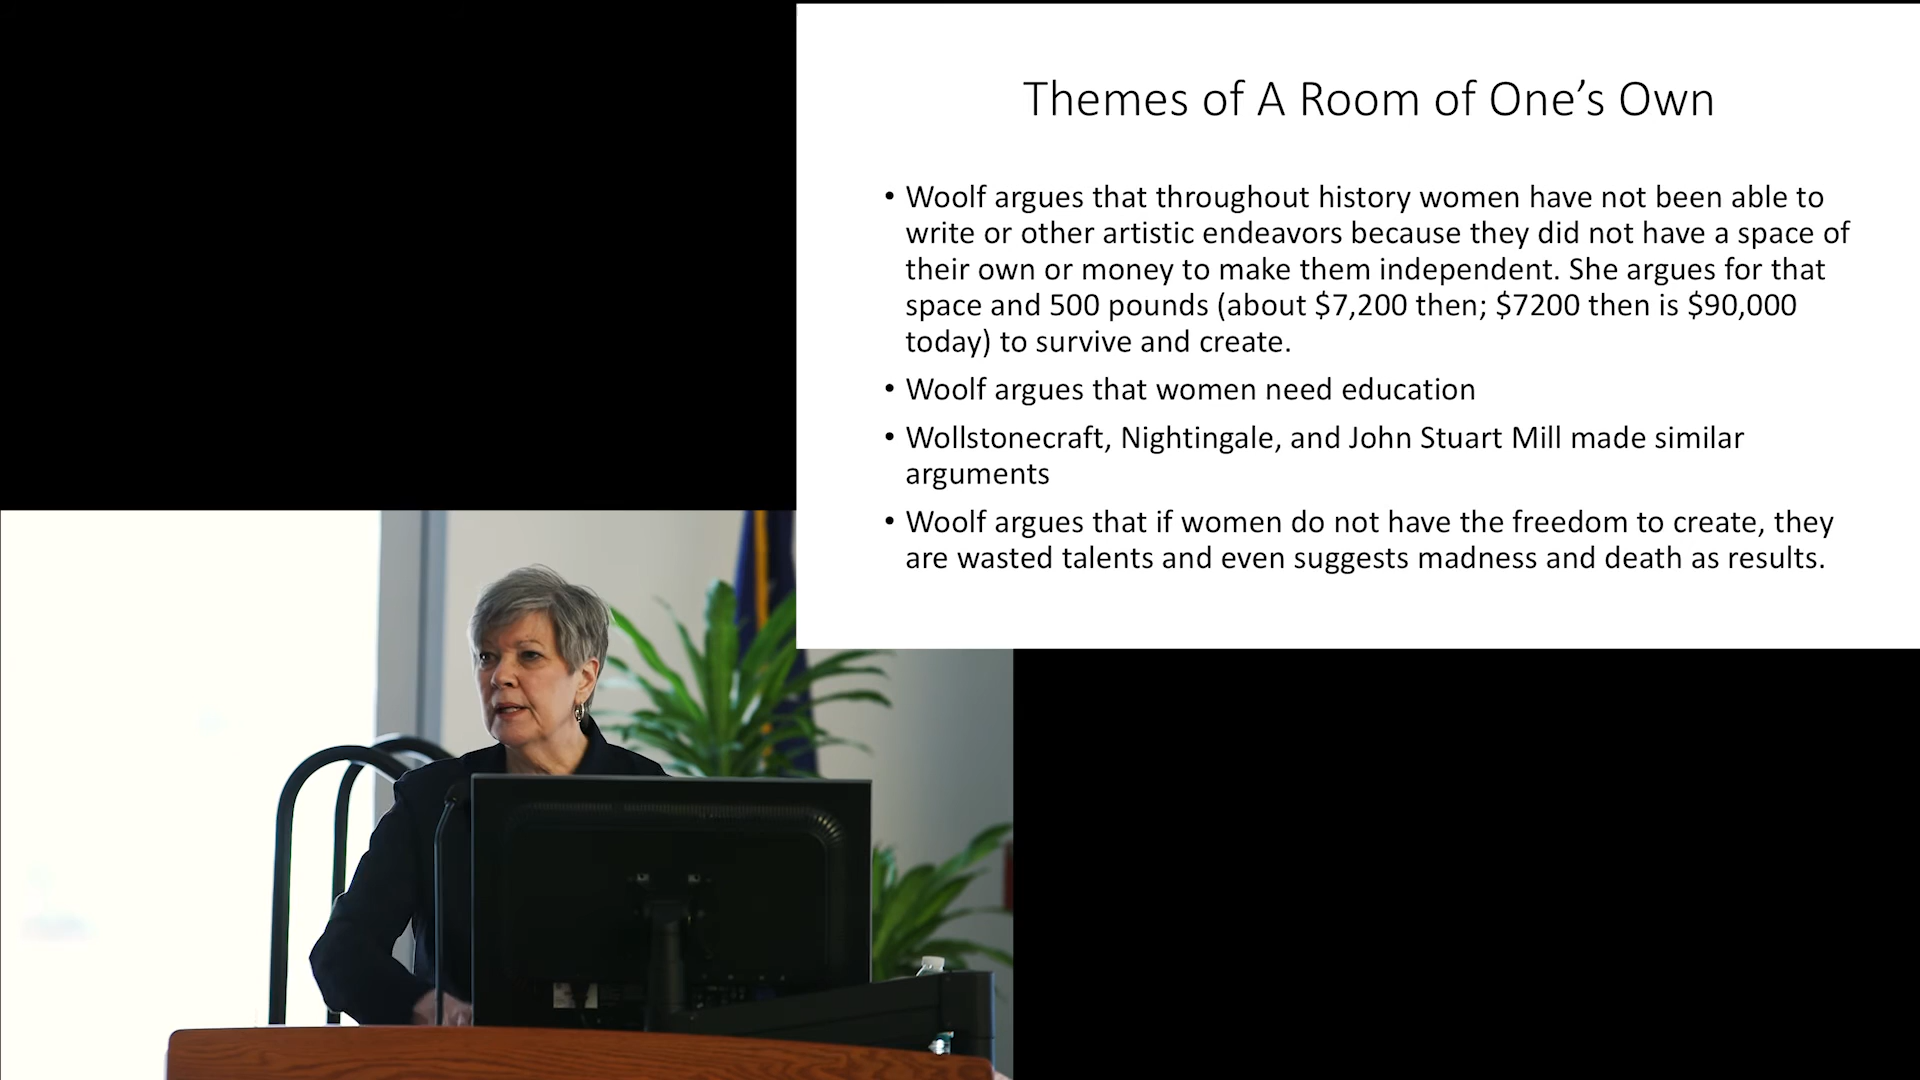 Themes of A Room of One’s Own
• Woolf argues that throughout history women have not been able to
write or other artistic endeavors because they did not have a space of
their own or money to make them independent. She argues for that
space and 500 pounds (about $7,200 then; $7200 then is $90,000
today) to survive and create.
• Woolf argues that women need education
• Wollstonecraft, Nightingale, and John Stuart Mill made similar
arguments
• Woolf argues that if women do not have the freedom to create, they
are wasted talents and even suggests madness and death as results.